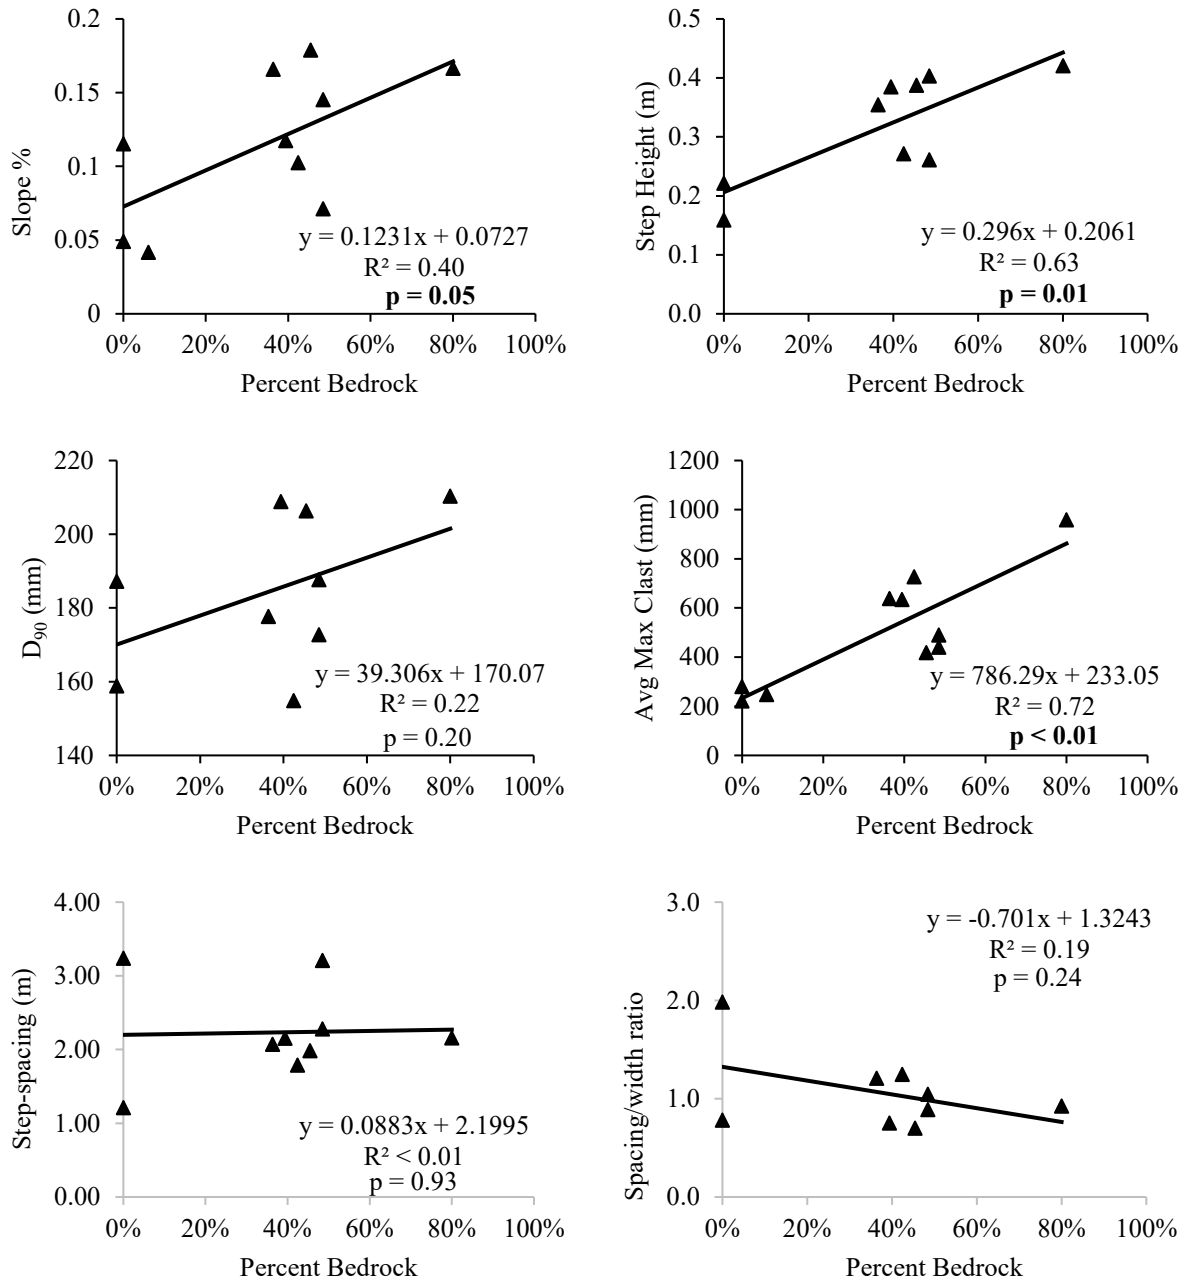 0.2
0.15
0.1
0.05
0
Slope %
y = 0.1231x + 0.0727
R² = 0.40
p = 0.05
0% 20% 40% 60% 80% 100%
Percent Bedrock
0.5
0.4
0.3
0.2
0.1
0.0
Step Height (m)
y = 0.296x + 0.2061
R² = 0.63
p = 0.01
0% 20% 40% 60% 80% 100%
Percent Bedrock
220
200
180
160
140
D90 (mm)
y = 39.306x + 170.07
R² = 0.22
p = 0.20
0% 20% 40% 60% 80% 100%
Percent Bedrock
1200
1000
800
600
400
200
0
Avg Max Clast (mm)
y = 786.29x + 233.05
R² = 0.72
p < 0.01
0% 20% 40% 60% 80% 100%
Percent Bedrock
4.00
3.00
2.00
1.00
0.00
Step-spacing (m)
y = 0.0883x + 2.1995
R² < 0.01
p = 0.93
0% 20% 40% 60% 80% 100%
Percent Bedrock
3.0
2.0
1.0
0.0
Spacing/width ratio
y = -0.701x + 1.3243
R² = 0.19
p = 0.24
0% 20% 40% 60% 80% 100%
Percent Bedrock